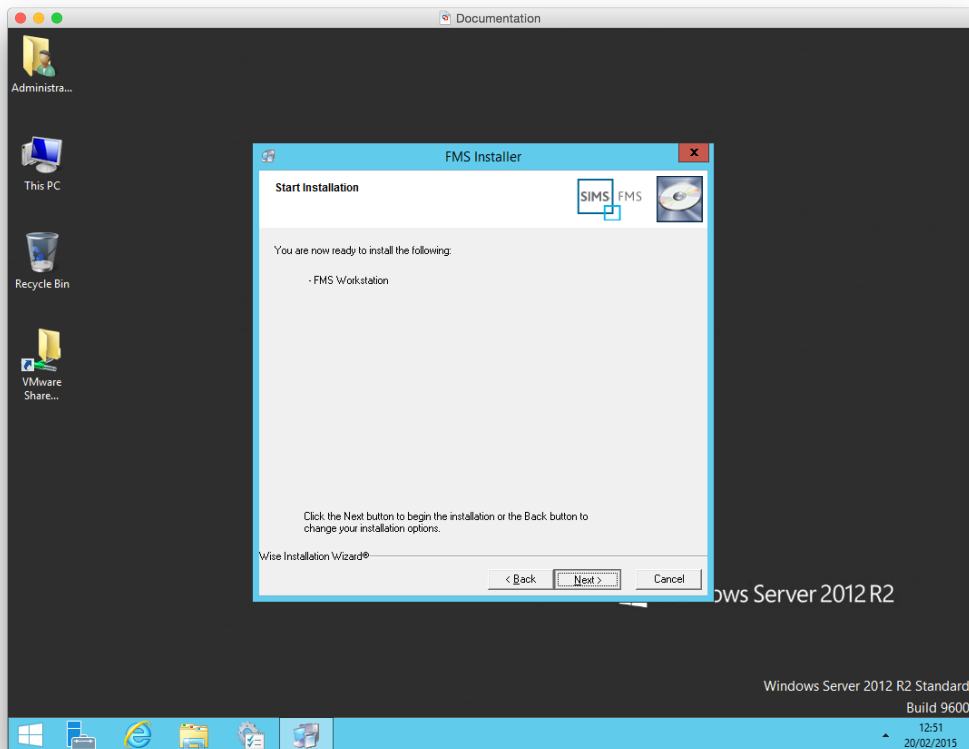 Documentation
Administra...
This PC
Recycle Bin
VMware
Share...
FMS Installer
x
Start Installation
SIMS FMS
You are now ready to install the following:
- FMS Workstation
Click the Next button to begin the installation or the Back button to
change your installation options.
Wise Installation Wizard®
< Back
Next >
Cancel
ows Server 2012 R2
Windows Server 2012 R2 Standard
Build 9600
12:51
20/02/2015